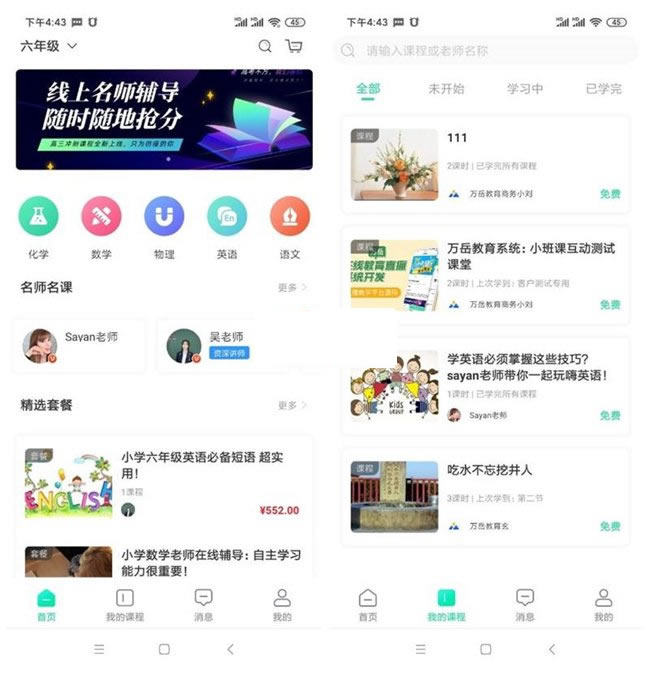 下午4:43
45
六年级
线上名师辅导
随时随地抢分
高三冲刺课程全新上线，只为拼搏的你
化学
数学
物理
En
英语
语文
名师名课
更多
Sayan老师
吴老师
资深讲师
精选套餐
更多
套餐
ENGLISH
小学六年级英语必备短语 超实
用！
1课程
¥552.00
套餐
小学数学老师在线辅导：自主学习
能力很重要！
首页
我的课程
消息
我的
下午4:43
45
请输入课程或老师名称
全部
未开始
学习中
已学完
课程
111
2课时 | 已学完所有课程
万岳教育商务小刘
免费
课程
万岳教育系统：小班课互动测试
课堂
2课时 | 上次学到：客户测试专用
万岳教育商务小刘
免费
学英语必须掌握这些技巧？
sayan老师带你一起玩嗨英语！
1课时 | 已学完所有课程
KIDS
GROUP
Sayan老师
免费
课程
吃水不忘挖井人
3课时 | 上次学到：第二节
万岳教育玄
免费
首页
我的课程
消息
我的